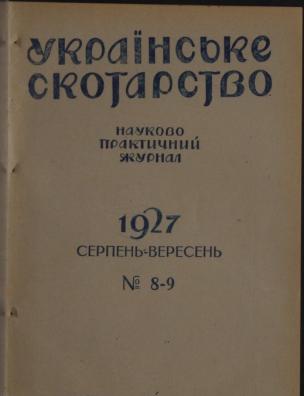 УКРАЇНСЬКЕ
СКОТАРСТВО
НАУКОВО
ПРАКТИЧНИЙ
ЖУРНАЛ
1927
СЕРПЕНЬ-ВЕРЕСЕНЬ
№ 8-9